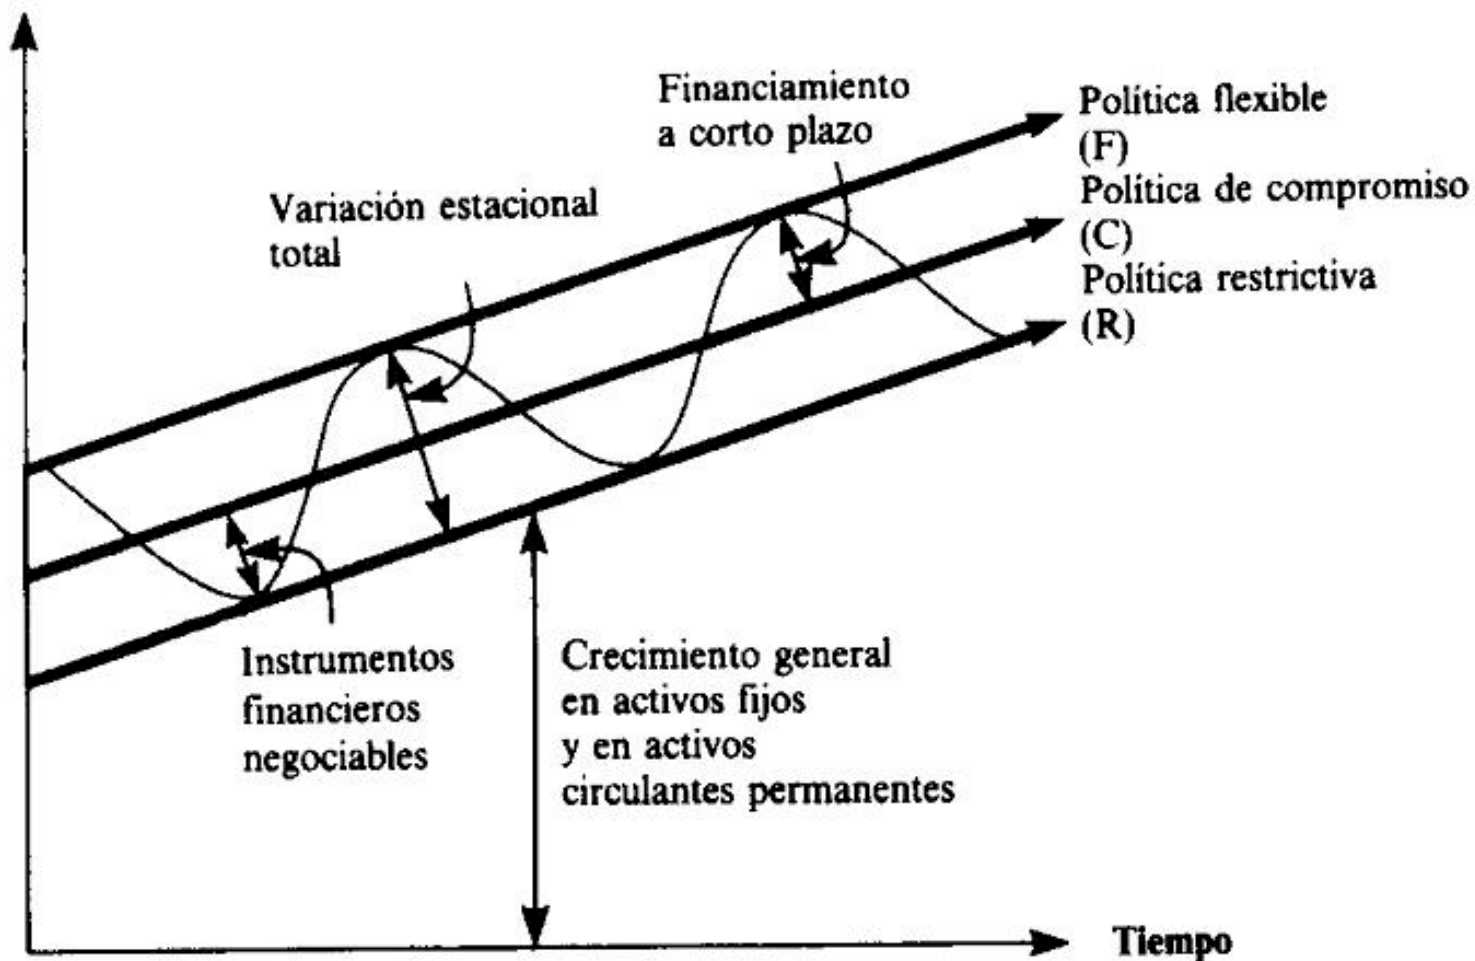 Financiamiento
a corto plazo
Política flexible
(F)
Política de compromiso
(C)
Política restrictiva
(R)
Variación estacional
total
Instrumentos
financieros
negociables
Crecimiento general
en activos fijos
y en activos
circulantes permanentes
Tiempo